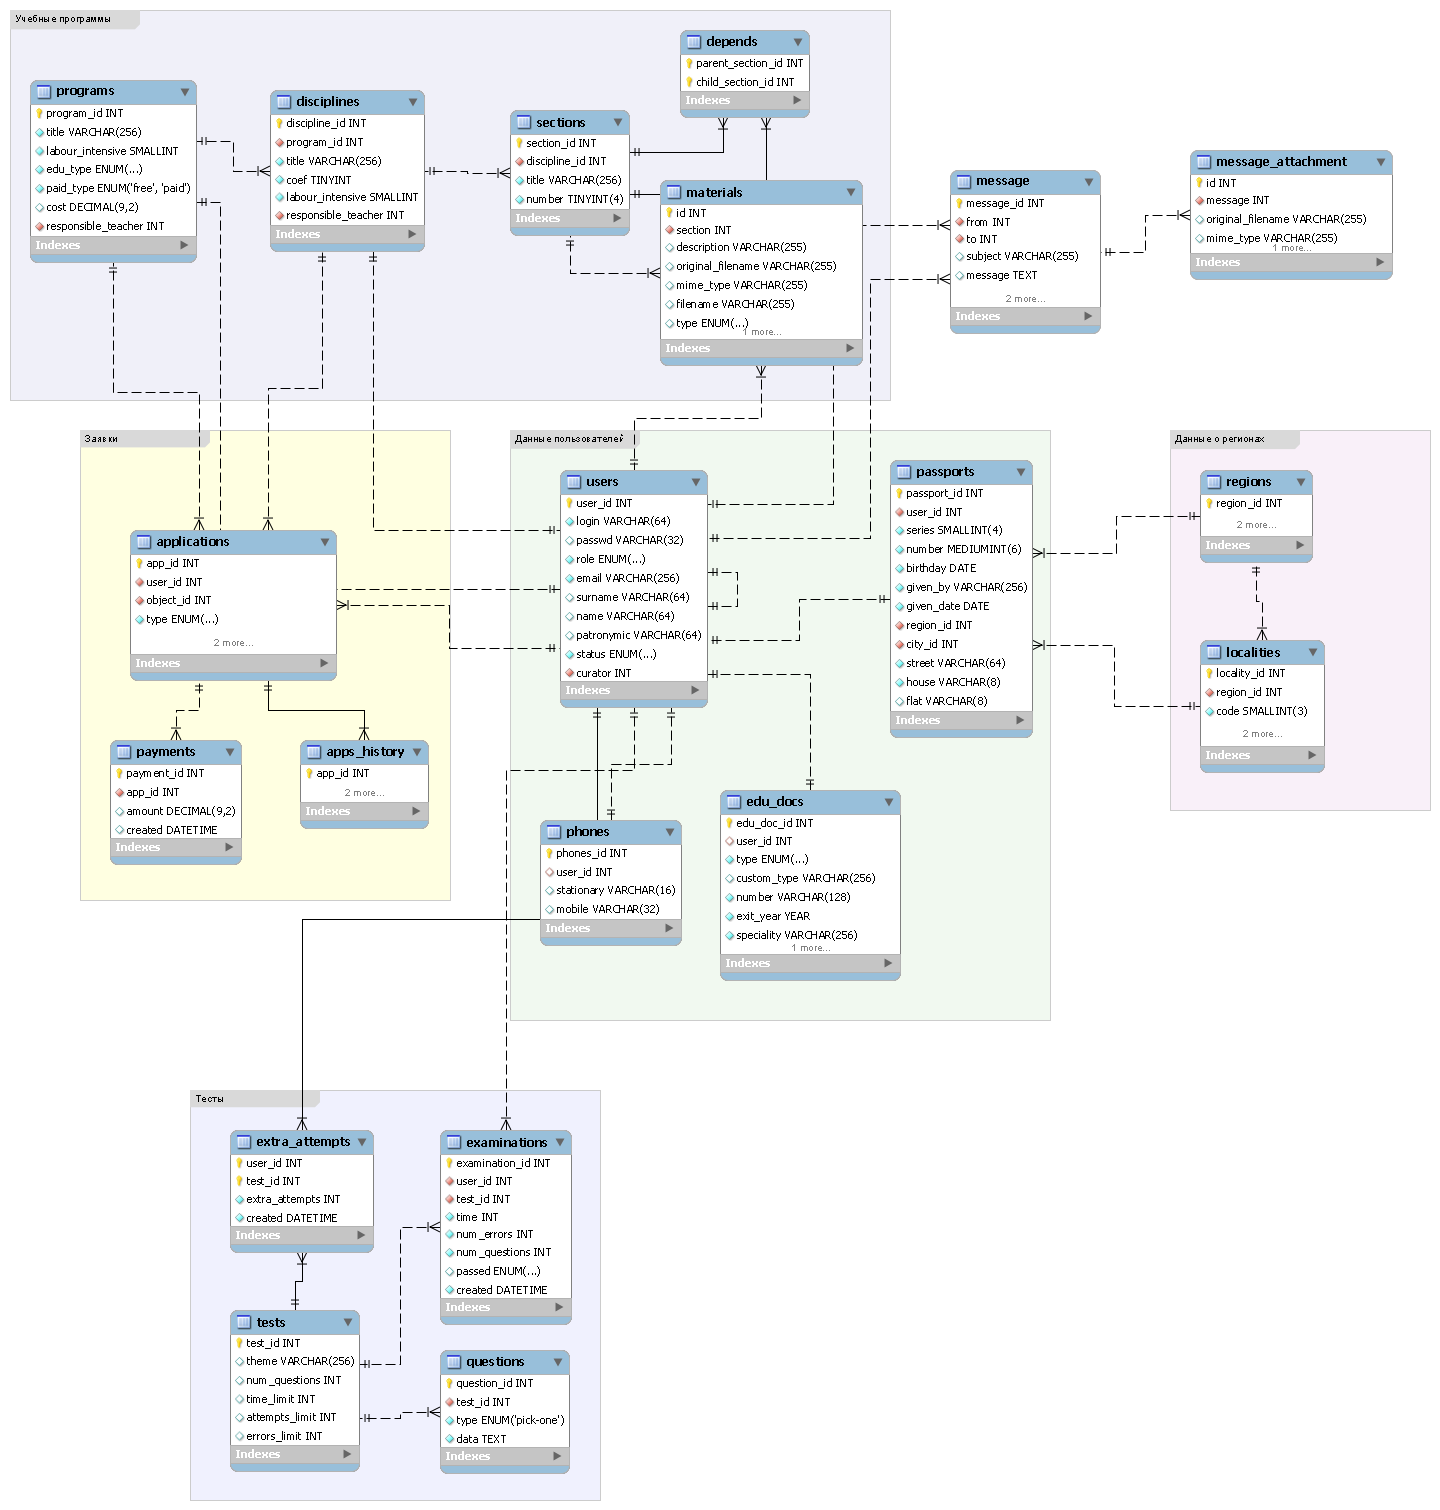 Учебные программы
programs
program_id INT
title VARCHAR(256)
labour_intensive SMALLINT
edu_type ENUM(...)
paid_type ENUM('free', 'paid')
cost DECIMAL(9,2)
responsible_teacher INT
Indexes
disciplines
discipline_id INT
program_id INT
title VARCHAR(256)
coef TINYINT
labour_intensive SMALLINT
responsible_teacher INT
Indexes
sections
section_id INT
discipline_id INT
title VARCHAR(256)
number TINYINT(4)
Indexes
depends
parent_section_id INT
child_section_id INT
Indexes
materials
id INT
section INT
description VARCHAR(255)
original_filename VARCHAR(255)
mime_type VARCHAR(255)
filename VARCHAR(255)
type ENUM(...)
1 more...
Indexes
message
message_id INT
from INT
to INT
subject VARCHAR(255)
message TEXT
2 more...
Indexes
message_attachment
id INT
message INT
original_filename VARCHAR(255)
mime_type VARCHAR(255)
1 more...
Indexes
Заявки
applications
app_id INT
user_id INT
object_id INT
type ENUM(...)
2 more...
Indexes
payments
payment_id INT
app_id INT
amount DECIMAL(9,2)
created DATETIME
Indexes
apps_history
app_id INT
2 more...
Indexes
Данные пользователей
users
user_id INT
login VARCHAR(64)
passwd VARCHAR(32)
role ENUM(...)
email VARCHAR(256)
surname VARCHAR(64)
name VARCHAR(64)
patronymic VARCHAR(64)
status ENUM(...)
curator INT
Indexes
passports
passport_id INT
user_id INT
series SMALLINT(4)
number MEDIUMINT(6)
birthday DATE
given_by VARCHAR(256)
given_date DATE
region_id INT
city_id INT
street VARCHAR(64)
house VARCHAR(8)
flat VARCHAR(8)
Indexes
phones
phones_id INT
user_id INT
stationary VARCHAR(16)
mobile VARCHAR(32)
Indexes
edu_docs
edu_doc_id INT
user_id INT
type ENUM(...)
custom_type VARCHAR(256)
number VARCHAR(128)
exit_year YEAR
speciality VARCHAR(256)
1 more...
Indexes
Данные о регионах
regions
region_id INT
2 more...
Indexes
localities
locality_id INT
region_id INT
code SMALLINT(3)
2 more...
Indexes
Тесты
extra_attempts
user_id INT
test_id INT
extra_attempts INT
created DATETIME
Indexes
examinations
examination_id INT
user_id INT
test_id INT
time INT
num_errors INT
num_questions INT
passed ENUM(...)
created DATETIME
Indexes
tests
test_id INT
theme VARCHAR(256)
num_questions INT
time_limit INT
attempts_limit INT
errors_limit INT
Indexes
questions
question_id INT
test_id INT
type ENUM('pick-one')
data TEXT
Indexes